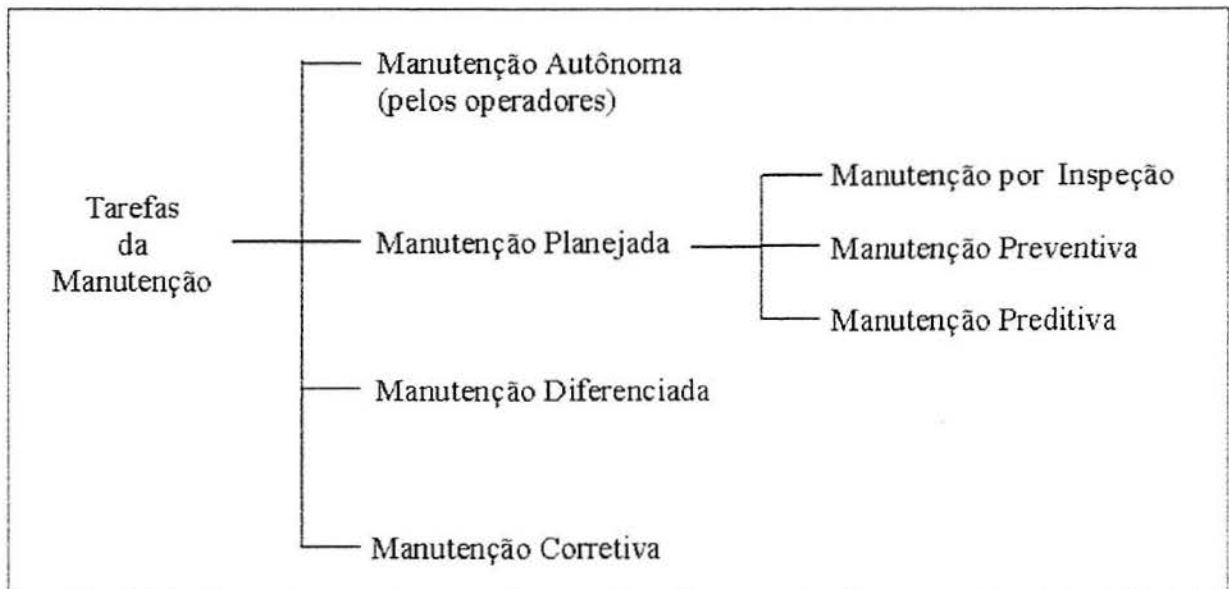 Manutenção Autônoma
(pelos operadores)
Tarefas
da
Manutenção
Manutenção Planejada
Manutenção por Inspeção
Manutenção Preventiva
Manutenção Preditiva
Manutenção Diferenciada
Manutenção Corretiva